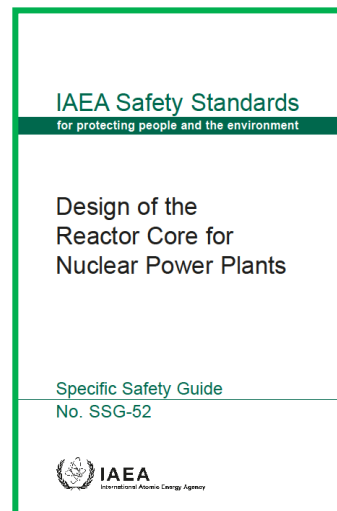 IAEA Safety Standards
for protecting people and the environment
Design of the
Reactor Core for
Nuclear Power Plants
Specific Safety Guide
No. SSG-52
IAEA
International Atomic Energy Agency